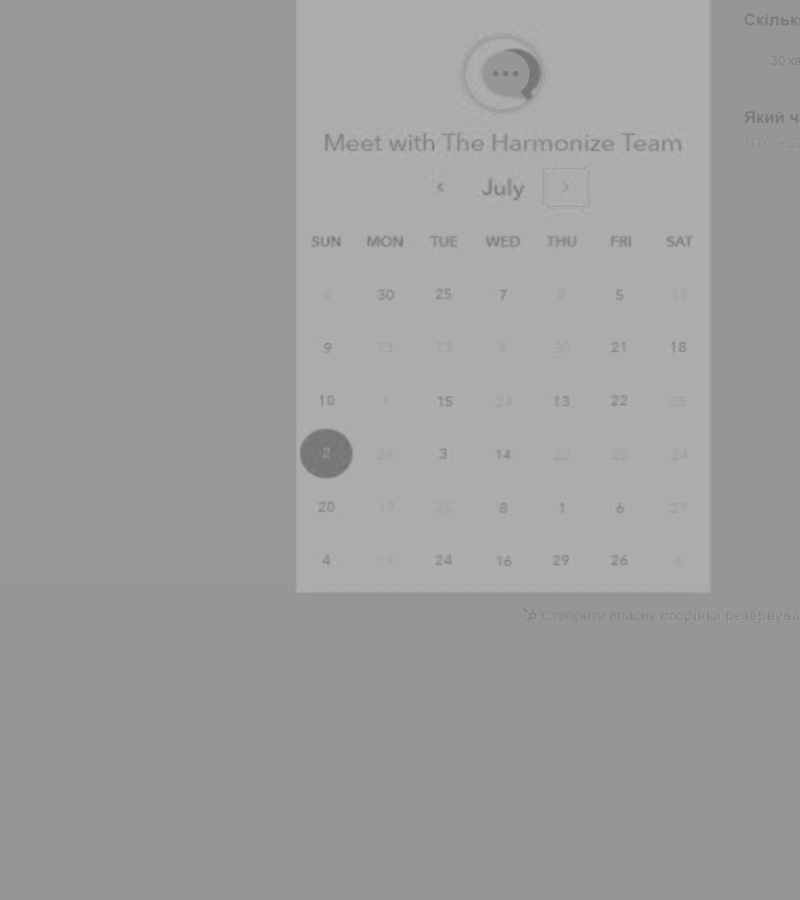 Скільк
30 хв
Meet with The Harmonize Team
Який ч
UTC +0
‹ July ›
SUN MON TUE WED THU FRI SAT
4 30 25 7 8 5 17
9 13 13 8 30 21 18
10 1 15 24 13 22 28
2 26 3 14 22 22 24
20 17 28 8 1 6 27
4 19 24 16 29 26 4
Створити власну сторінка резервува